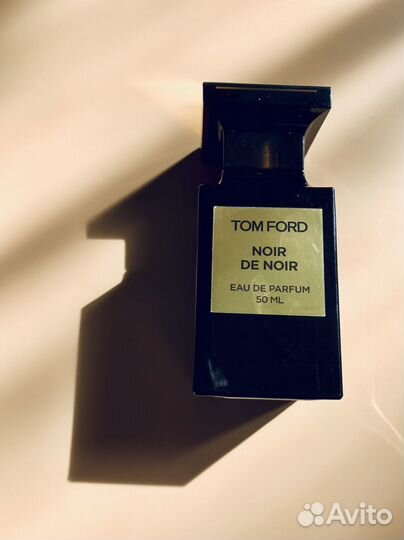 TOM FORD
NOIR
DE NOIR
EAU DE PARFUM
50 ML
Avito